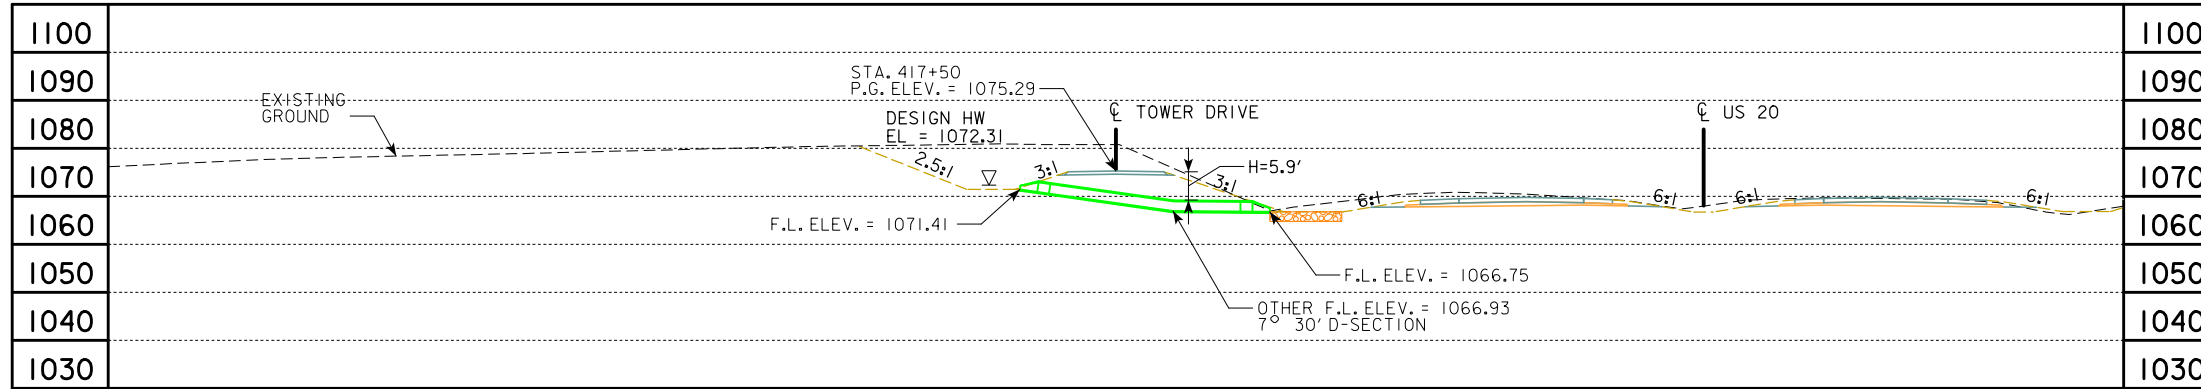 1100
1090
1080
1070
1060
1050
1040
1030
EXISTING
GROUND
STA. 417+50
P.G. ELEV. = 1075.29
DESIGN HW
EL = 1072.31
℄ TOWER DRIVE
℄ US 20
2.5:1
3:1
H=5.9'
3:1
6:1
6:1
6:1
6:1
F.L. ELEV. = 1071.41
F.L. ELEV. = 1066.75
OTHER F.L. ELEV. = 1066.93
7° 30' D-SECTION
1100
1090
1080
1070
1060
1050
1040
1030